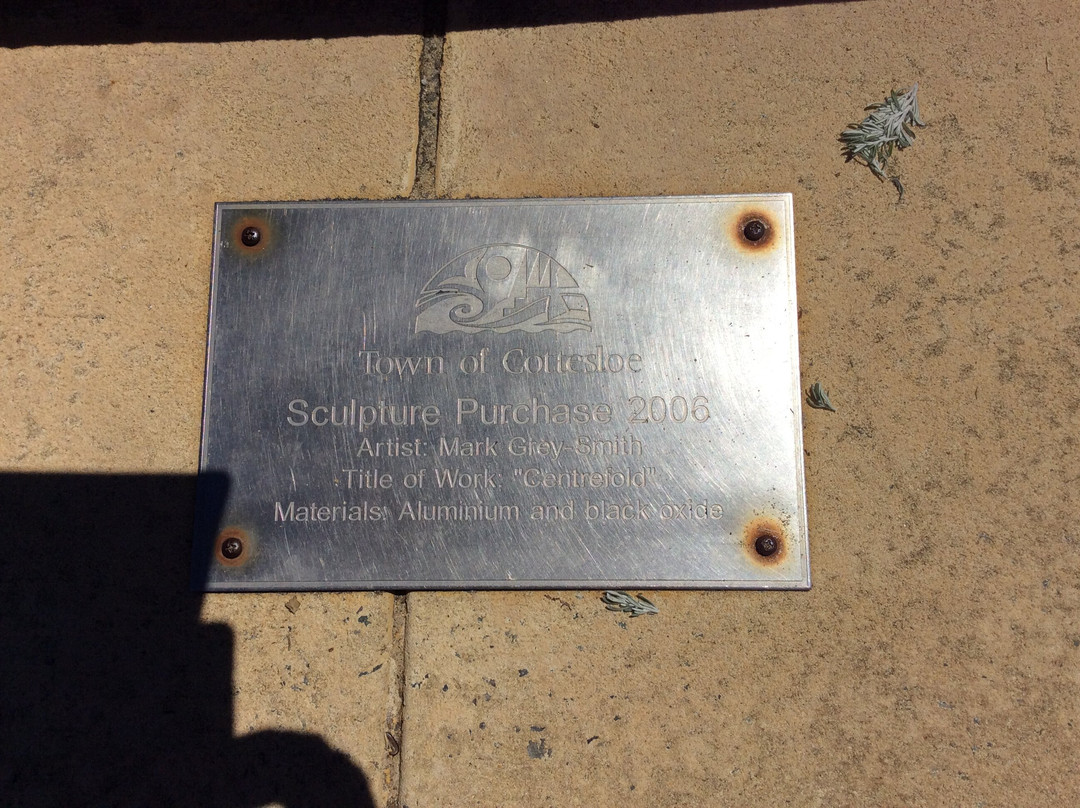 Town of Cottesloe
Sculpture Purchase 2006
Artist: Mark Grey-Smith
Title of Work: "Centrefold"
Materials: Aluminium and black oxide